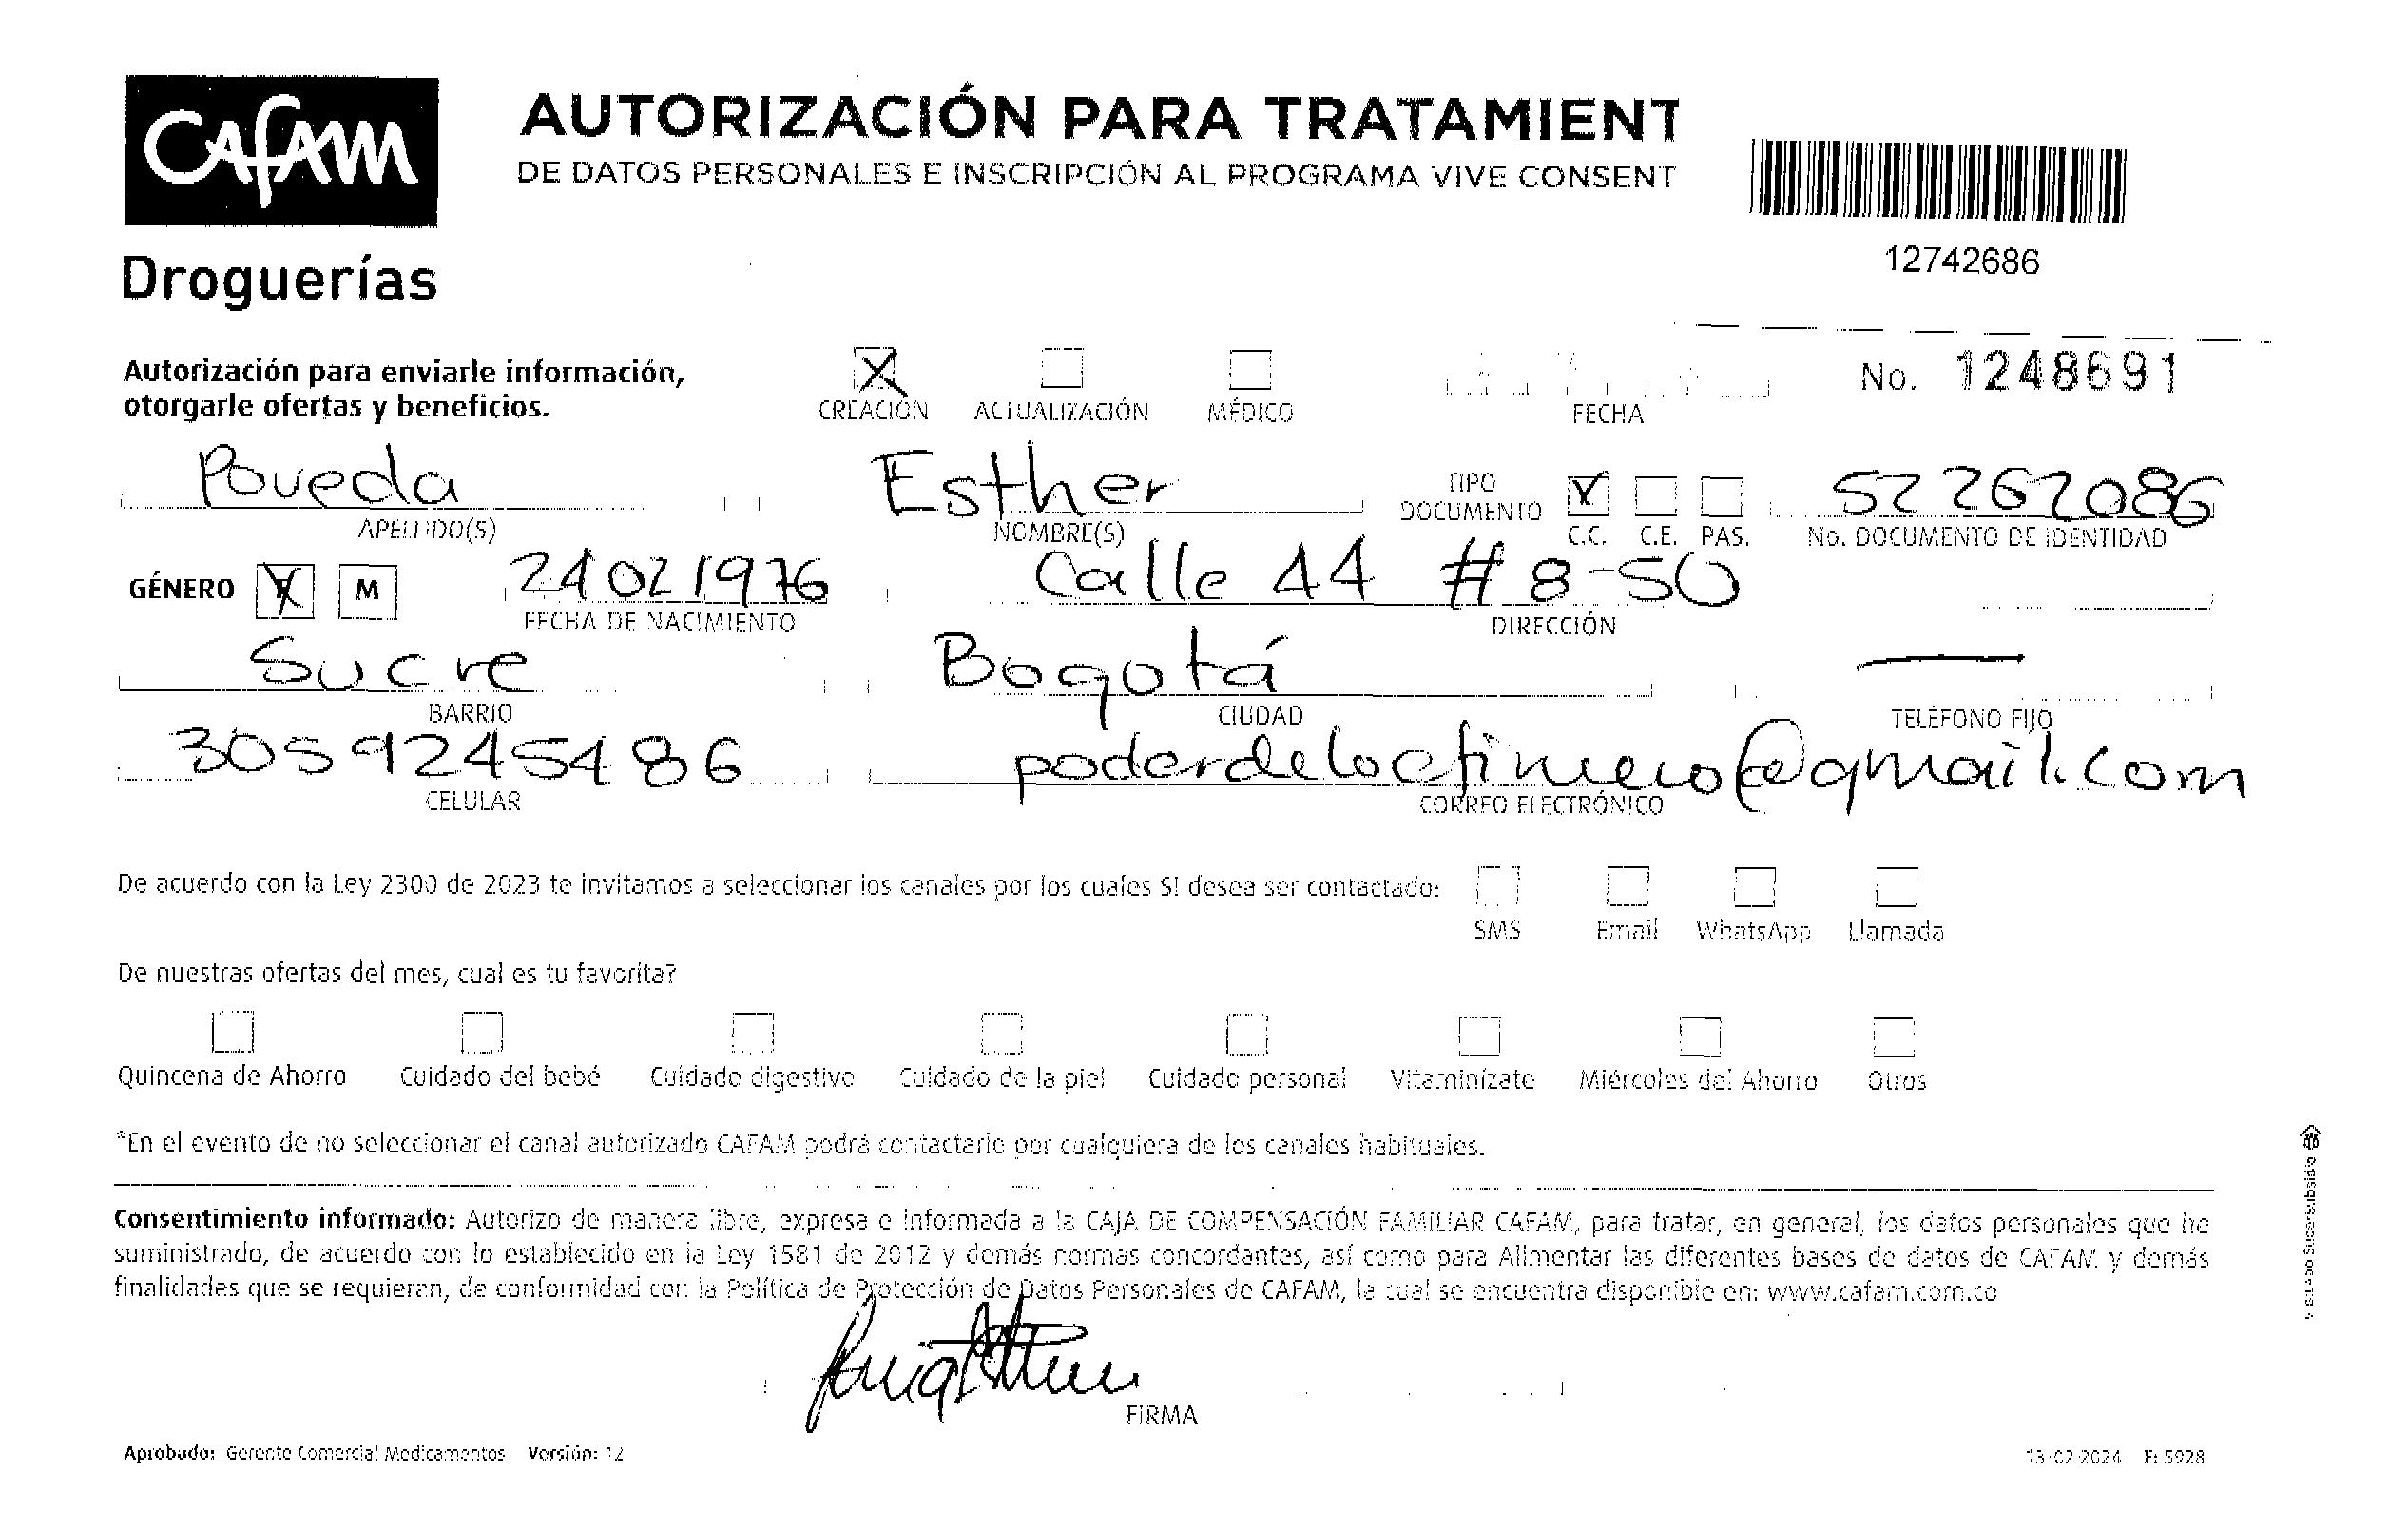 CAFAM
Droguerías
AUTORIZACIÓN PARA TRATAMIENT
DE DATOS PERSONALES E INSCRIPCIÓN AL PROGRAMA VIVE CONSENT
12742686
Autorización para enviarle información,
otorgarle ofertas y beneficios.
X
CREACIÓN ACTUALIZACIÓN MÉDICO FECHA
No. 1248691
Poveda Esther
APELLIDO(S) NOMBRE(S)
TIPO DOCUMENTO X C.C. C.E. PAS.
52262086
No. DOCUMENTO DE IDENTIDAD
GÉNERO X M 24021976 Calle 44 # 8-50
FECHA DE NACIMIENTO DIRECCIÓN
Sucre Bogotá —
BARRIO CIUDAD TELÉFONO FIJO
3059245486 @gmail.com
CELULAR CORREO ELECTRÓNICO
De acuerdo con la Ley 2300 de 2023 te invitamos a seleccionar los canales por los cuales SI desea ser contactado:
SMS Email WhatsApp Llamada
De nuestras ofertas del mes, cual es tu favorita?
Quincena de Ahorro Cuidado del bebé Cuidado digestivo Cuidado de la piel Cuidado personal Vitaminízate Miércoles del Ahorro Otros
*En el evento de no seleccionar el canal autorizado CAFAM podrá contactarlo por cualquiera de los canales habituales.
Consentimiento informado: Autorizo de manera libre, expresa e informada a la CAJA DE COMPENSACIÓN FAMILIAR CAFAM, para tratar, en general, los datos personales que he
suministrado, de acuerdo con lo establecido en la Ley 1581 de 2012 y demás normas concordantes, así como para Alimentar las diferentes bases de datos de CAFAM y demás
finalidades que se requieran, de conformidad con la Política de Protección de Datos Personales de CAFAM, la cual se encuentra disponible en: www.cafam.com.co
FIRMA
Aprobado: Gerente Comercial Medicamentos Versión: 12
13-02-2024 F: 5928